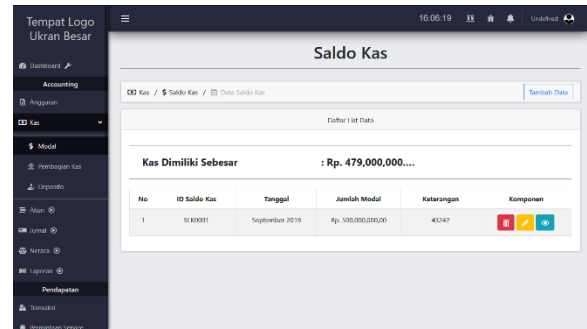 Tempat Logo
Ukran Besar
16:06:19
Undefined
Dashboard
Accounting
Anggaran
Kas
$ Modal
Pembagian Kas
Deposito
Akun
Jurnal
Neraca
Laporan
Pendapatan
Transaksi
Permintaan Service
Saldo Kas
Kas / $ Saldo Kas / Data Saldo Kas
Tambah Data
Daftar List Data
Kas Dimiliki Sebesar : Rp. 479,000,000....
No ID Saldo Kas Tanggal Jumlah Modal Keterangan Komponen
1 SLK0001 September 2019 Rp. 500,000,000,00 43242